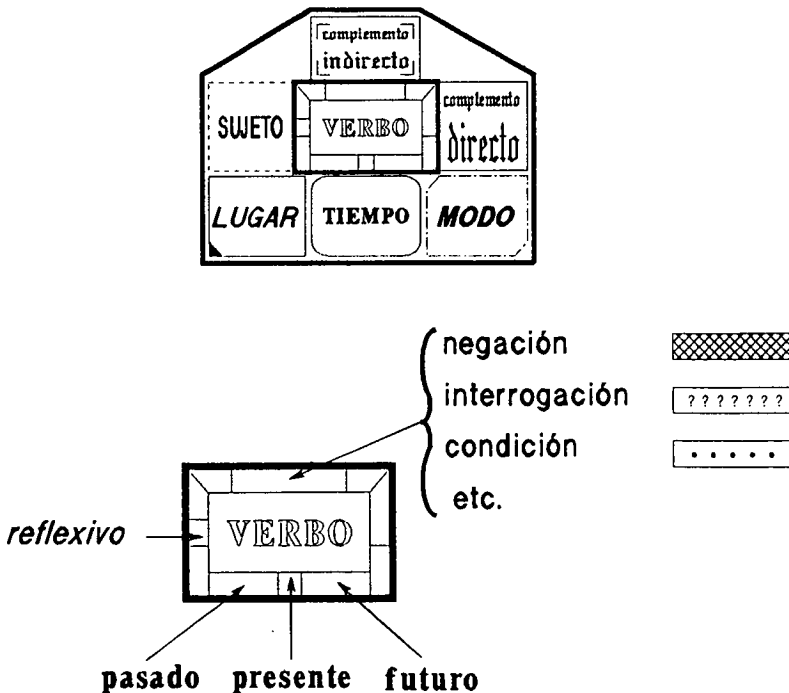 complemento
indirecto
SUJETO
VERBO
complemento
directo
LUGAR
TIEMPO
MODO
negación
interrogación
? ? ? ? ? ? ?
condición
etc.
reflexivo
VERBO
pasado presente futuro